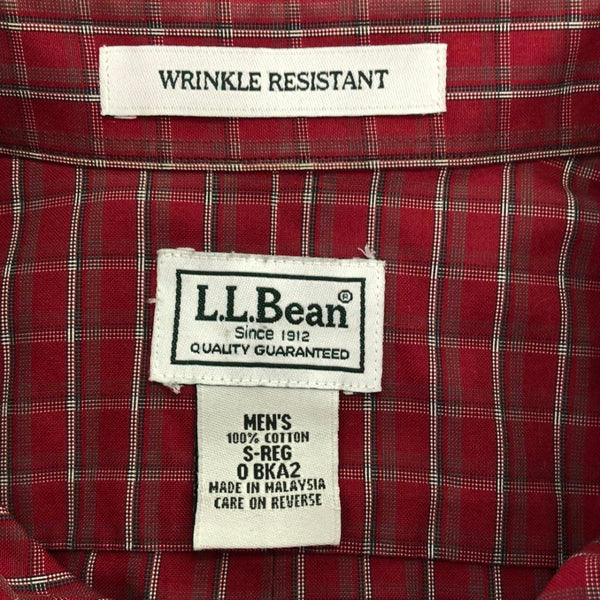 WRINKLE RESISTANT
L.L.Bean®
Since 1912
QUALITY GUARANTEED
MEN'S
100% COTTON
S-REG
0 BKA2
MADE IN MALAYSIA
CARE ON REVERSE